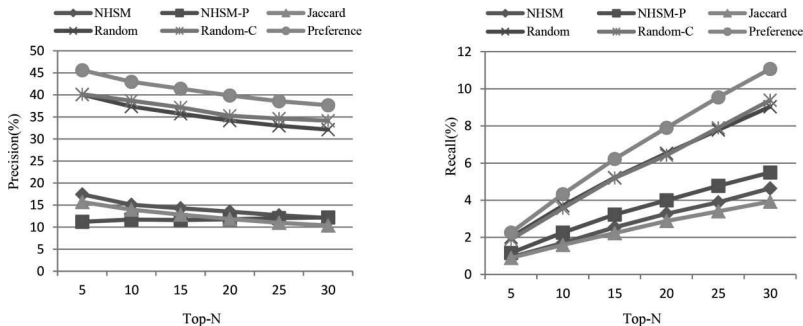 NHSM NHSM-P Jaccard
Random Random-C Preference
50
45
40
35
30
25
20
15
10
5
0
Precision(%)
5 10 15 20 25 30
Top-N
NHSM NHSM-P Jaccard
Random Random-C Preference
12
10
8
6
4
2
0
Recall(%)
5 10 15 20 25 30
Top-N